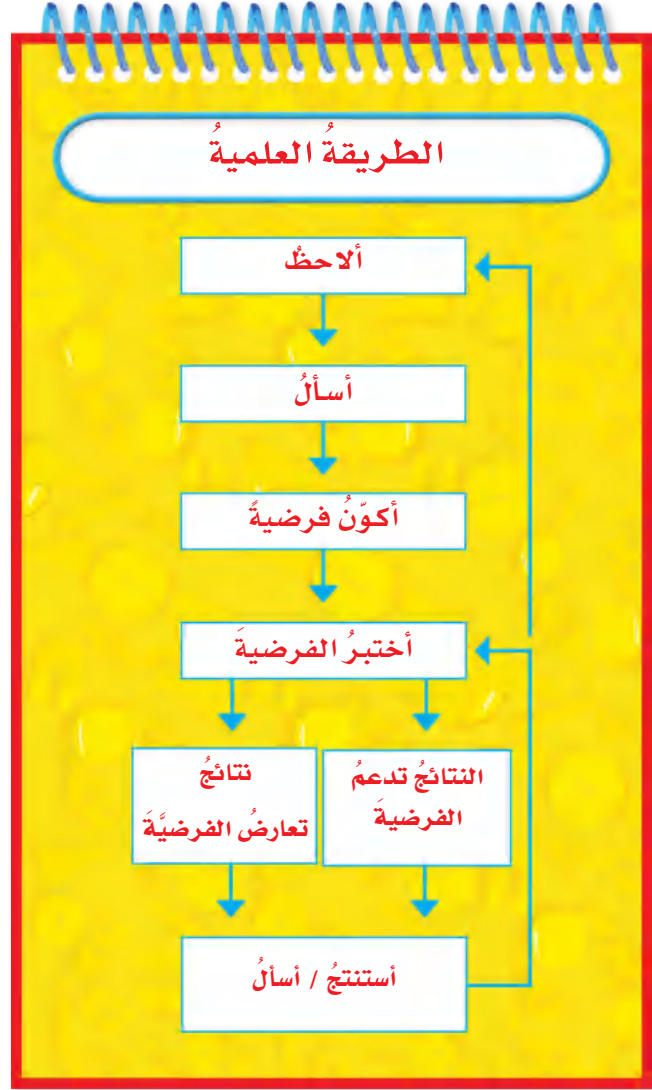 الطريقةُ العلميةُ
ألاحظُ
أسألُ
أكوّنُ فرضيةً
أختبرُ الفرضيةَ
النتائجُ تدعمُ
الفرضيةَ
نتائجُ
تعارضُ الفرضيَّةَ
أستنتجُ / أسألُ